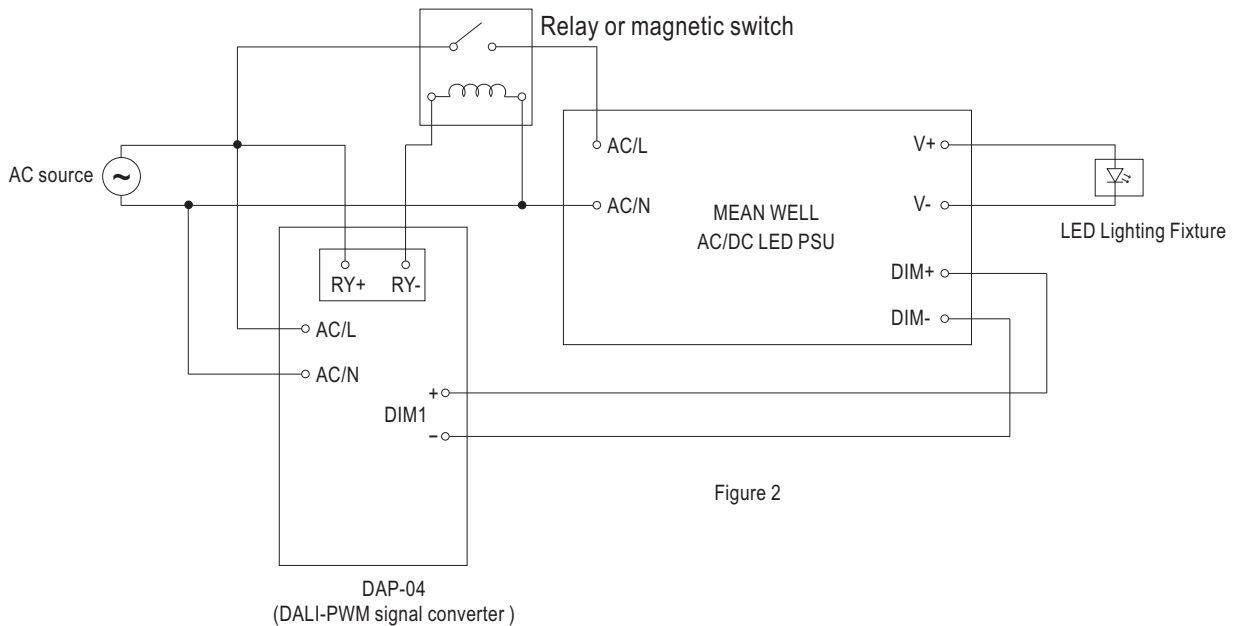 Relay or magnetic switch
AC source
~
AC/L
AC/N
MEAN WELL
AC/DC LED PSU
V+
V-
DIM+
DIM-
LED Lighting Fixture
RY+
RY-
AC/L
AC/N
DIM1
+
−
Figure 2
DAP-04
(DALI-PWM signal converter )